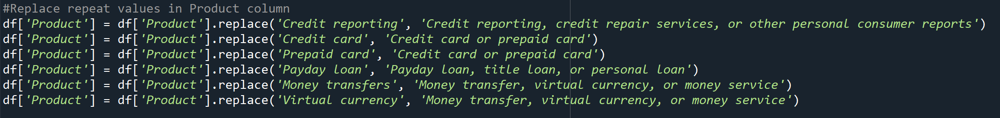 #Replace repeat values in Product column
df['Product'] = df['Product'].replace('Credit reporting', 'Credit reporting, credit repair services, or other personal consumer reports')
df['Product'] = df['Product'].replace('Credit card', 'Credit card or prepaid card')
df['Product'] = df['Product'].replace('Prepaid card', 'Credit card or prepaid card')
df['Product'] = df['Product'].replace('Payday loan', 'Payday loan, title loan, or personal loan')
df['Product'] = df['Product'].replace('Money transfers', 'Money transfer, virtual currency, or money service')
df['Product'] = df['Product'].replace('Virtual currency', 'Money transfer, virtual currency, or money service')